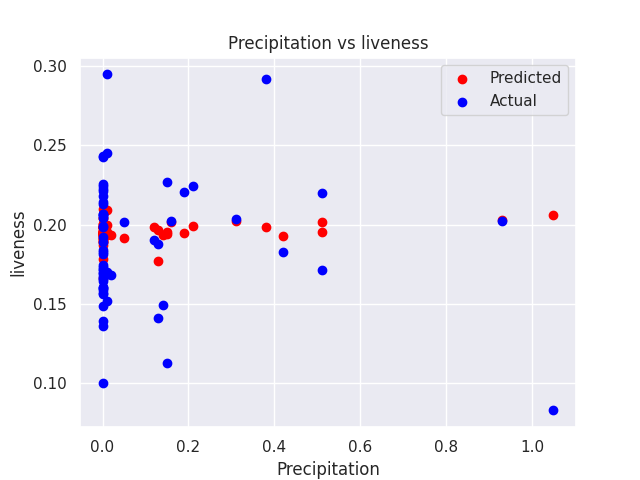 Precipitation vs liveness
Predicted
Actual
0.30
0.25
0.20
0.15
0.10
liveness
0.0 0.2 0.4 0.6 0.8 1.0
Precipitation